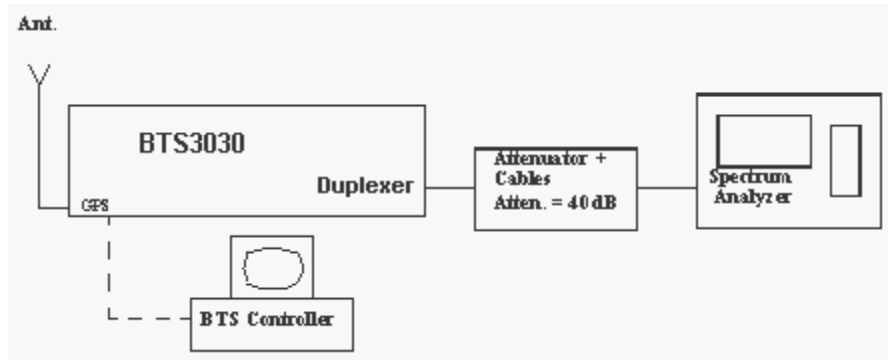 Ant.
BTS3030
Duplexer
GPS
Attenuator +
Cables
Atten. = 40 dB
Spectrum
Analyzer
BTS Controller